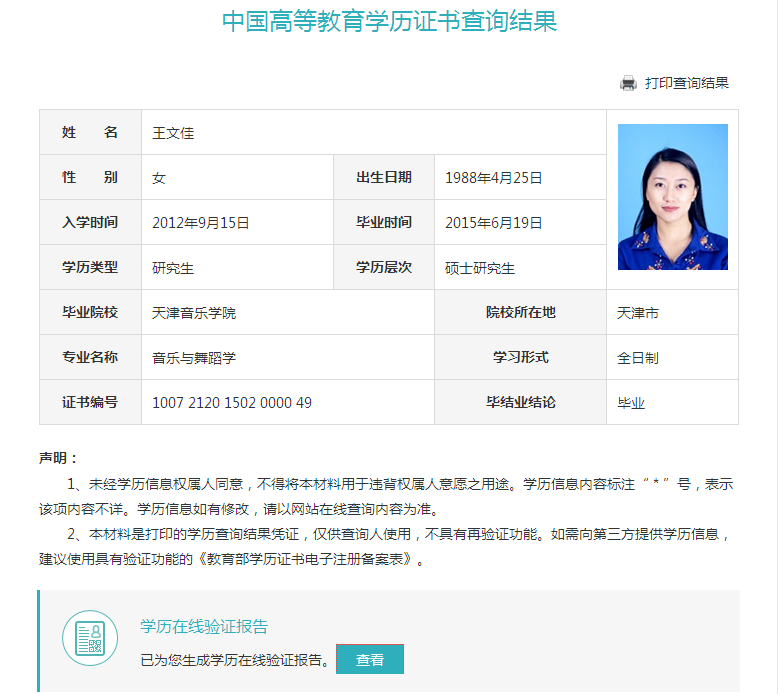 中国高等教育学历证书查询结果
打印查询结果
姓 名 王文佳
性 别 女 出生日期 1988年4月25日
入学时间 2012年9月15日 毕业时间 2015年6月19日
学历类型 研究生 学历层次 硕士研究生
毕业院校 天津音乐学院 院校所在地 天津市
专业名称 音乐与舞蹈学 学习形式 全日制
证书编号 1007 2120 1502 0000 49 毕结业结论 毕业
声明：
1、未经学历信息权属人同意，不得将本材料用于违背权属人意愿之用途。学历信息内容标注“*”号，表示
该项内容不详。学历信息如有修改，请以网站在线查询内容为准。
2、本材料是打印的学历查询结果凭证，仅供查询人使用，不具有再验证功能。如需向第三方提供学历信息，
建议使用具有验证功能的《教育部学历证书电子注册备案表》。
学历在线验证报告
已为您生成学历在线验证报告。 查看